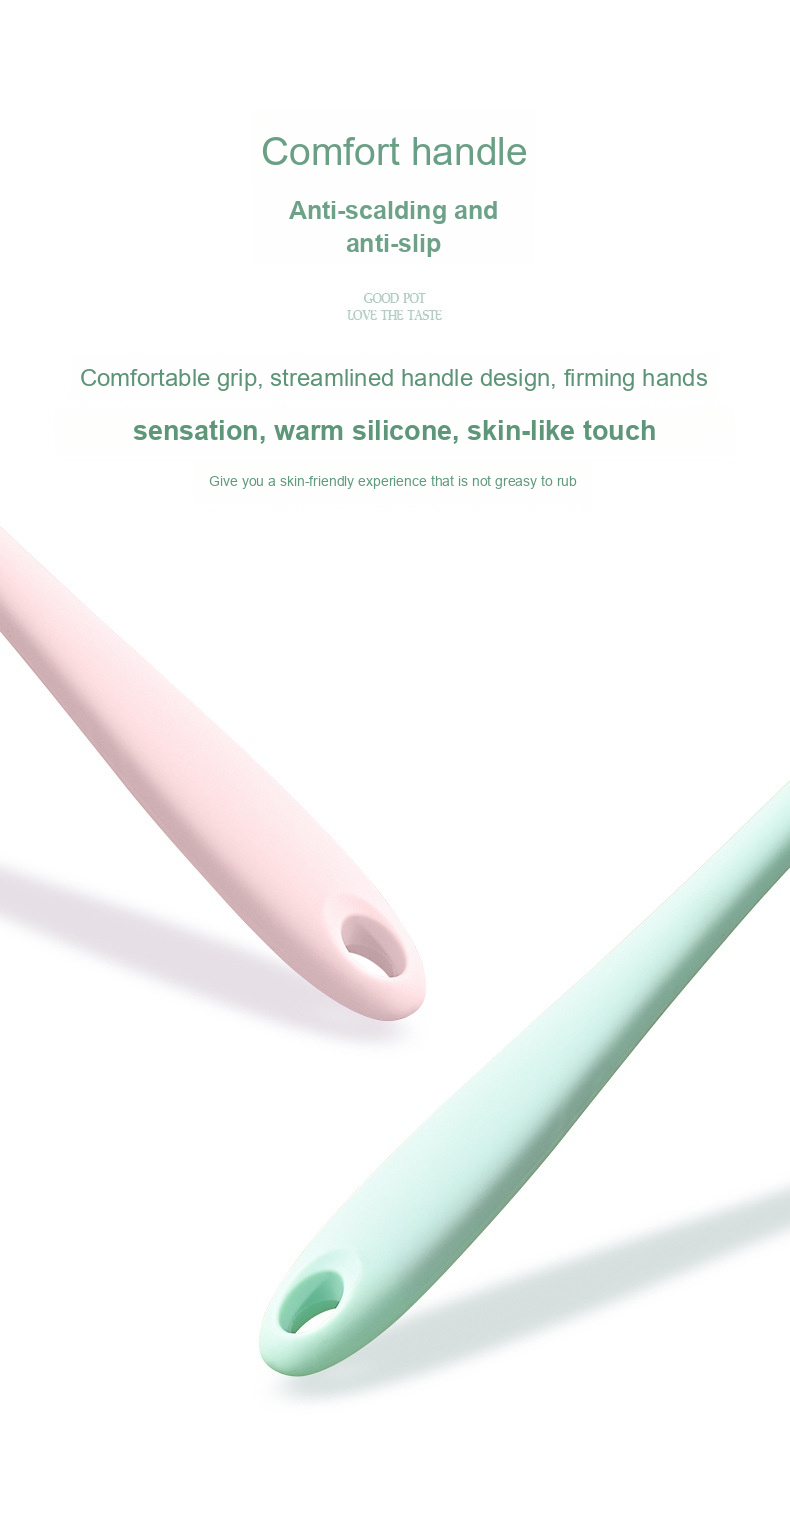 Comfort handle
Anti-scalding and
anti-slip
GOOD POT
LOVE THE TASTE
Comfortable grip, streamlined handle design, firming hands
sensation, warm silicone, skin-like touch
Give you a skin-friendly experience that is not greasy to rub